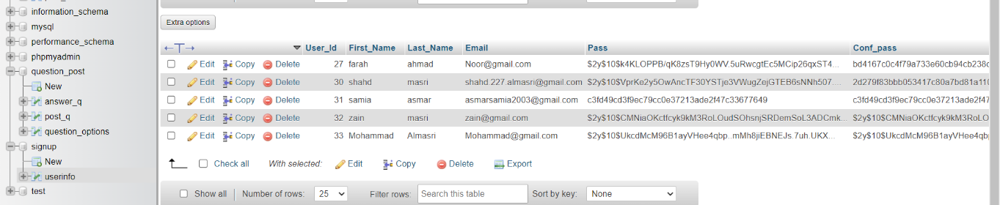 information_schema
mysql
performance_schema
phpmyadmin
question_post
New
answer_q
post_q
question_options
signup
New
userinfo
test
Extra options
←T→ User_Id First_Name Last_Name Email Pass Conf_pass
Edit Copy Delete 27 farah ahmad Noor@gmail.com $2y$10$k4KLOPPB/qK8zsT9Hy0WV.5uRwcgtEc5MCip26qxST4... bd4167c0c4f79a733e60cb94cb238d
Edit Copy Delete 30 shahd masri shahd.227.almasri@gmail.com $2y$10$VprKe2y5OwAncTF30YSTje3VWugZejGTEB6sNNh507.... 2d279f83bbb053417c80a7bd81a110
Edit Copy Delete 31 samia asmar asmarsamia2003@gmail.com c3fd49cd3f9ec79cc0e37213ade2f47c33677649 c3fd49cd3f9ec79cc0e37213ade2f47
Edit Copy Delete 32 zain masri zain@gmail.com $2y$10$CMNiaOKctfcyk9kM3RoLOudSOhsnjSRDemSoL3ADCmk... $2y$10$CMNiaOKctfcyk9kM3RoLO
Edit Copy Delete 33 Mohammad Almasri Mohammad@gmail.com $2y$10$UkcdMcM96B1ayVHee4qbp..mMh8jiEBNEJs.7uh.UKX... $2y$10$UkcdMcM96B1ayVHee4qbp
Check all With selected: Edit Copy Delete Export
Show all Number of rows: 25 Filter rows: Search this table Sort by key: None